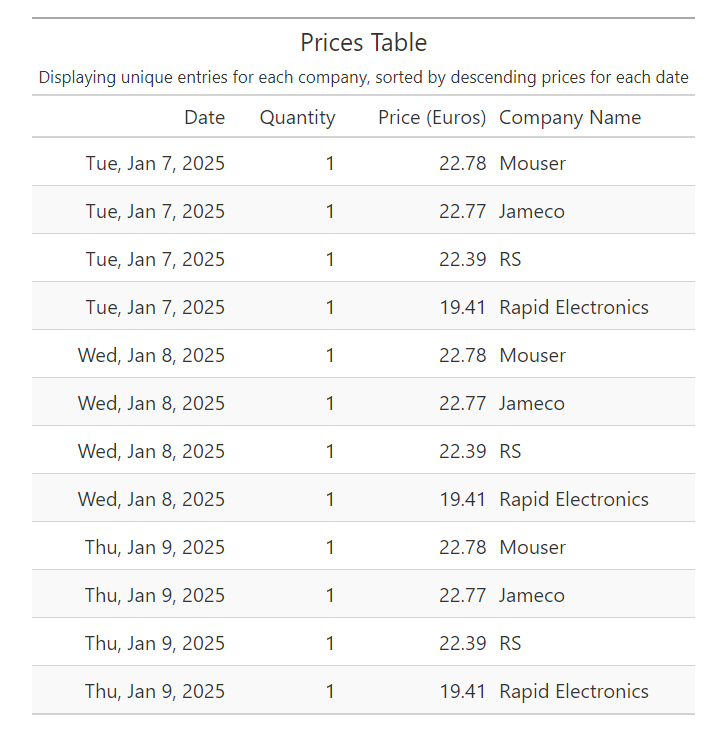 Prices Table
Displaying unique entries for each company, sorted by descending prices for each date
Date Quantity Price (Euros) Company Name
Tue, Jan 7, 2025 1 22.78 Mouser
Tue, Jan 7, 2025 1 22.77 Jameco
Tue, Jan 7, 2025 1 22.39 RS
Tue, Jan 7, 2025 1 19.41 Rapid Electronics
Wed, Jan 8, 2025 1 22.78 Mouser
Wed, Jan 8, 2025 1 22.77 Jameco
Wed, Jan 8, 2025 1 22.39 RS
Wed, Jan 8, 2025 1 19.41 Rapid Electronics
Thu, Jan 9, 2025 1 22.78 Mouser
Thu, Jan 9, 2025 1 22.77 Jameco
Thu, Jan 9, 2025 1 22.39 RS
Thu, Jan 9, 2025 1 19.41 Rapid Electronics